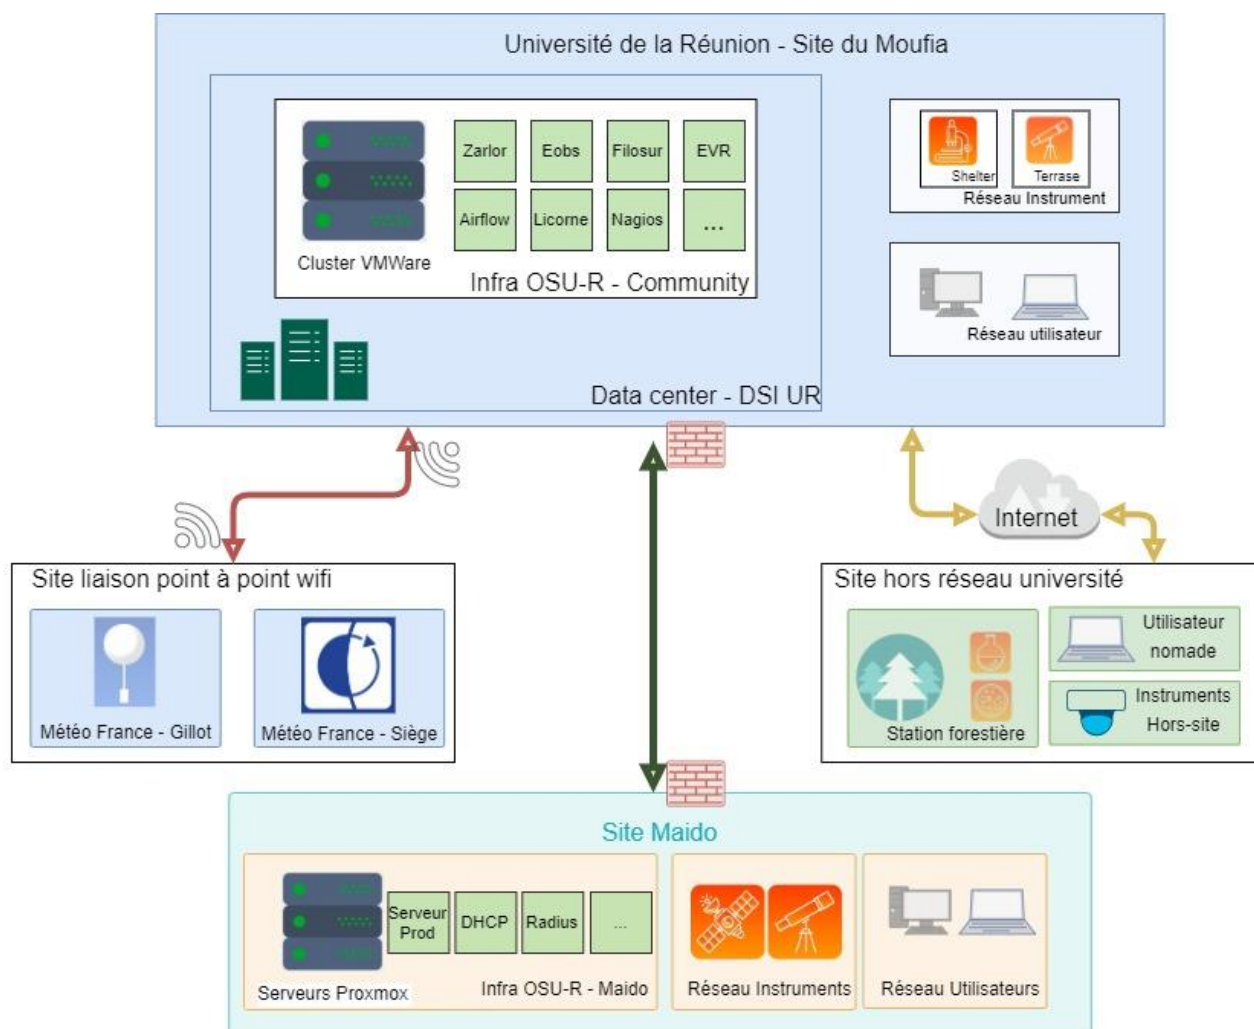 Université de la Réunion - Site du Moufia
Zarlor
Eobs
Filosur
EVR
Airflow
Licorne
Nagios
...
Cluster VMWare
Infra OSU-R - Community
Shelter
Terrase
Réseau Instrument
Réseau utilisateur
Data center - DSI UR
Internet
Site liaison point à point wifi
Météo France - Gillot
Météo France - Siège
Site hors réseau université
Station forestière
Utilisateur
nomade
Instruments
Hors-site
Site Maido
Serveur
Prod
DHCP
Radius
...
Serveurs Proxmox
Infra OSU-R - Maido
Réseau Instruments
Réseau Utilisateurs